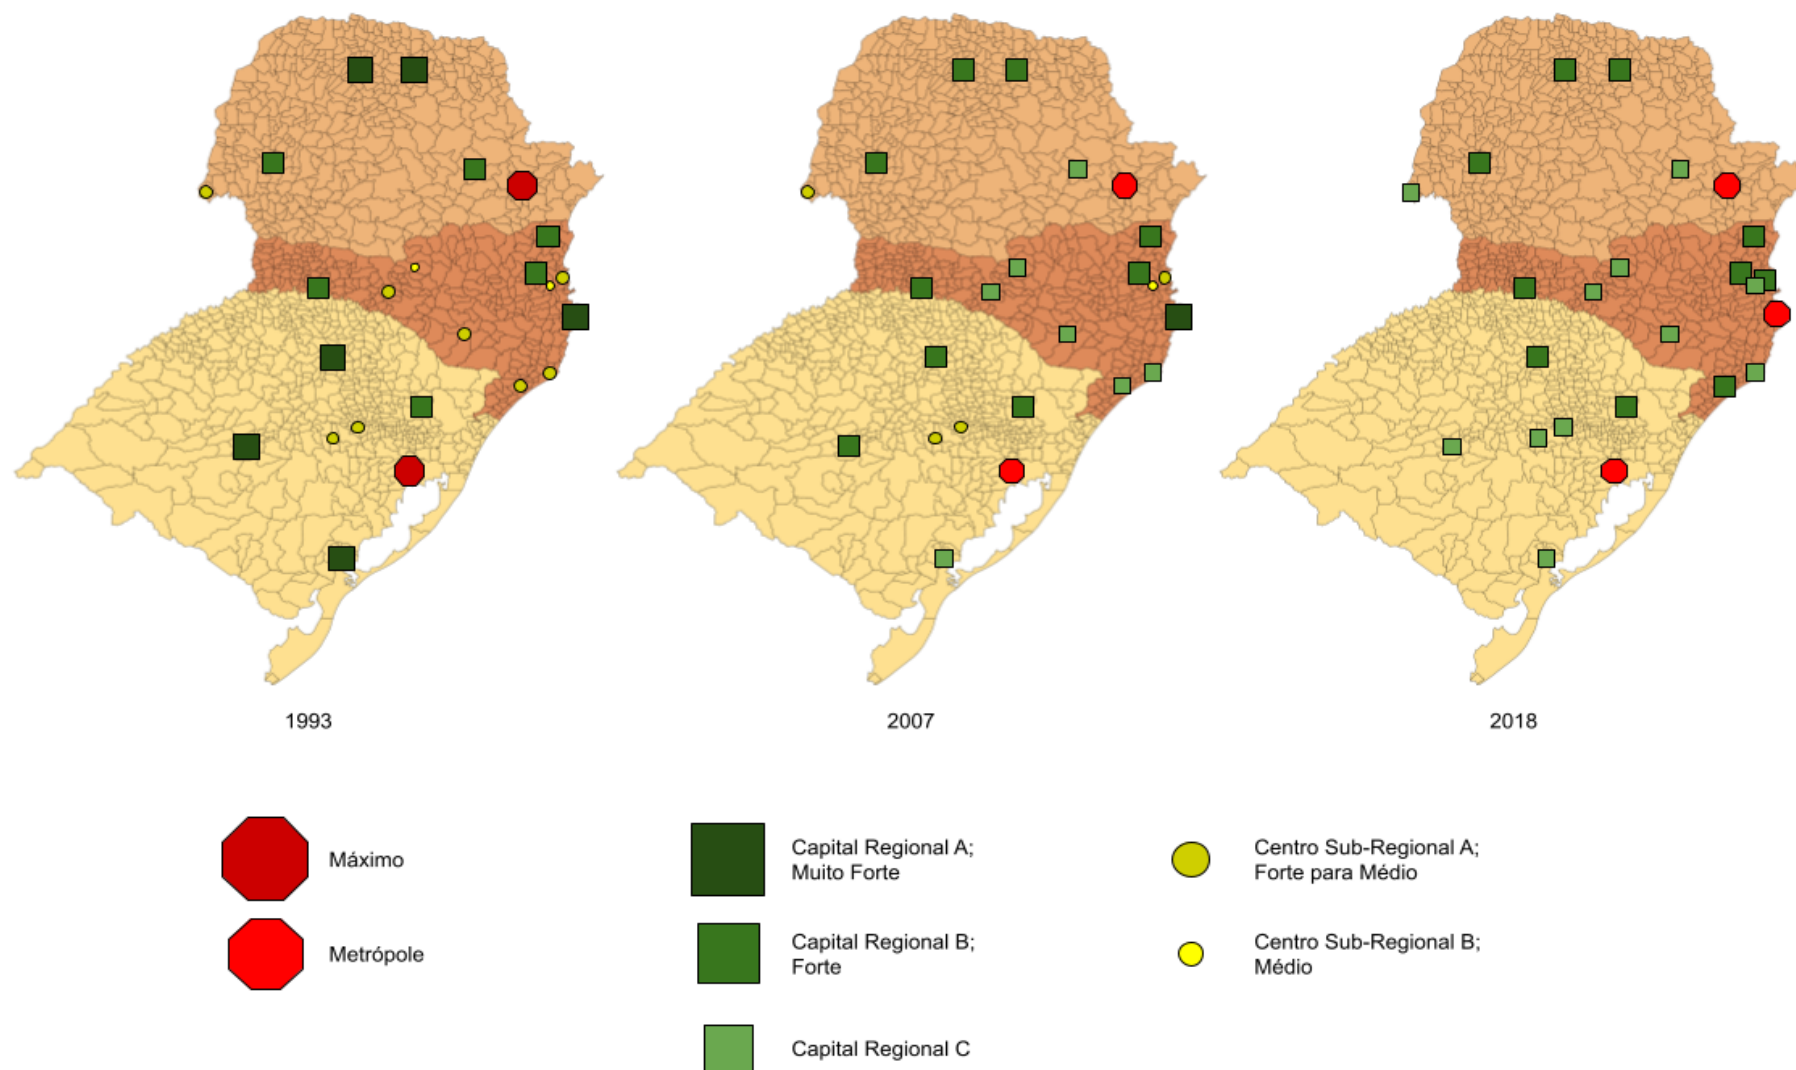 1993
2007
2018
Máximo
Metrópole
Capital Regional A;
Muito Forte
Capital Regional B;
Forte
Capital Regional C
Centro Sub-Regional A;
Forte para Médio
Centro Sub-Regional B;
Médio